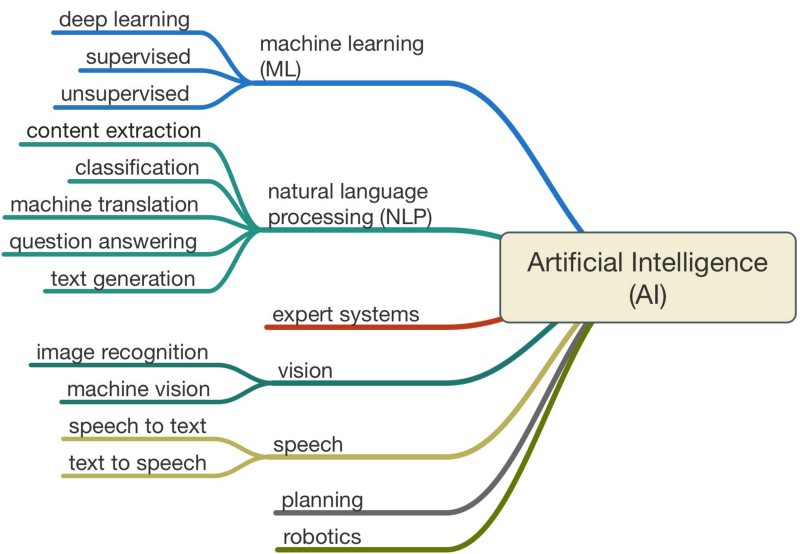 deep learning
supervised
unsupervised
machine learning
(ML)
content extraction
classification
machine translation
question answering
text generation
natural language
processing (NLP)
Artificial Intelligence
(AI)
expert systems
image recognition
machine vision
vision
speech to text
text to speech
speech
planning
robotics